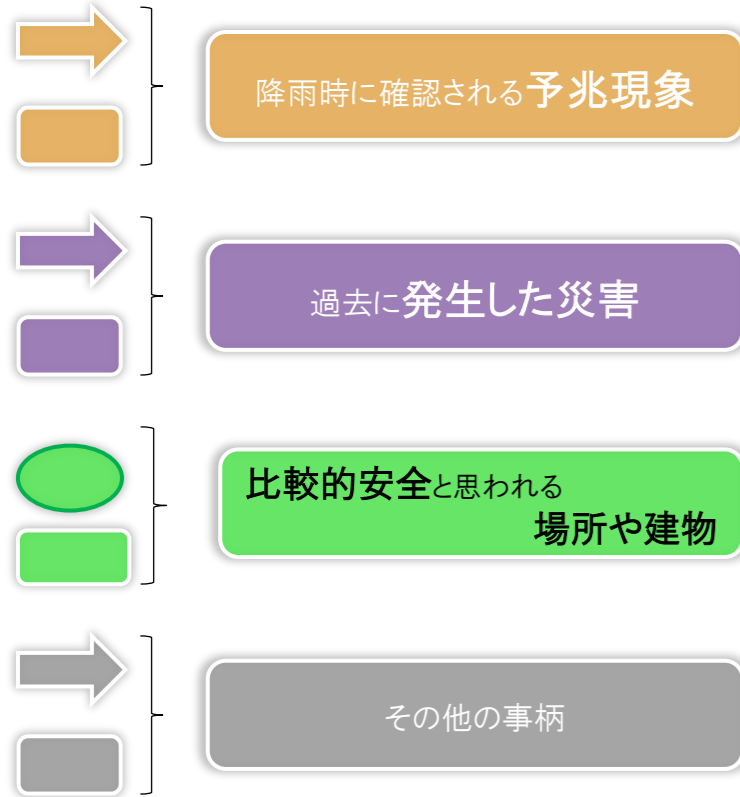 降雨時に確認される予兆現象
過去に発生した災害
比較的安全と思われる
場所や建物
その他の事柄